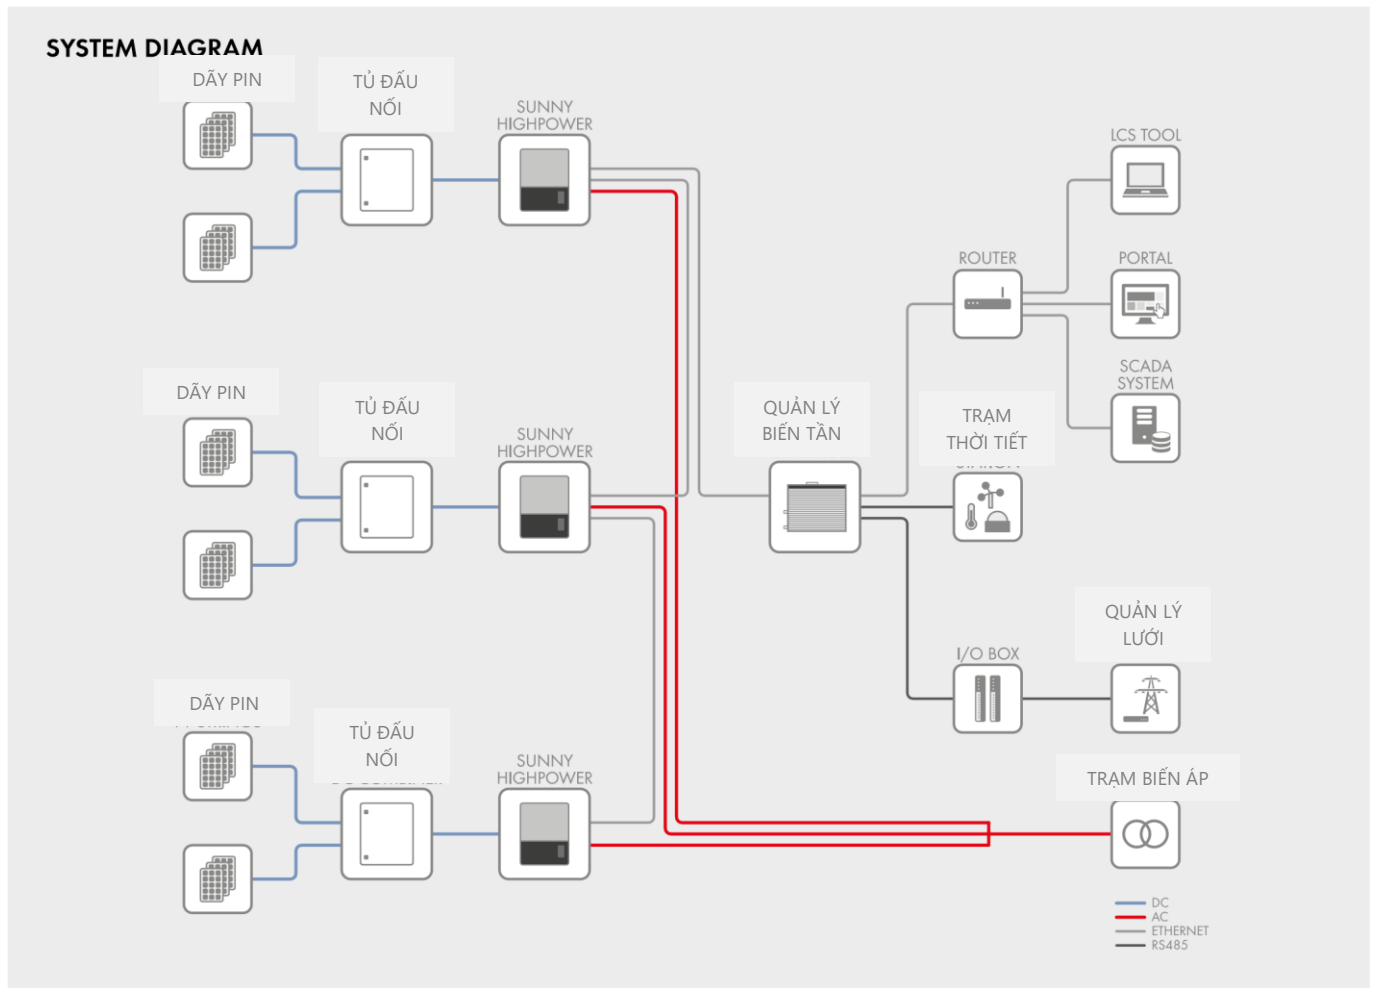 SYSTEM DIAGRAM
DÃY PIN
TỦ ĐẤU
NỐI
SUNNY
HIGHPOWER
LCS TOOL
ROUTER
PORTAL
SCADA
SYSTEM
DÃY PIN
TỦ ĐẤU
NỐI
SUNNY
HIGHPOWER
QUẢN LÝ
BIẾN TẦN
TRẠM
THỜI TIẾT
QUẢN LÝ
LƯỚI
I/O BOX
DÃY PIN
TỦ ĐẤU
NỐI
SUNNY
HIGHPOWER
TRẠM BIẾN ÁP
DC
AC
ETHERNET
RS485